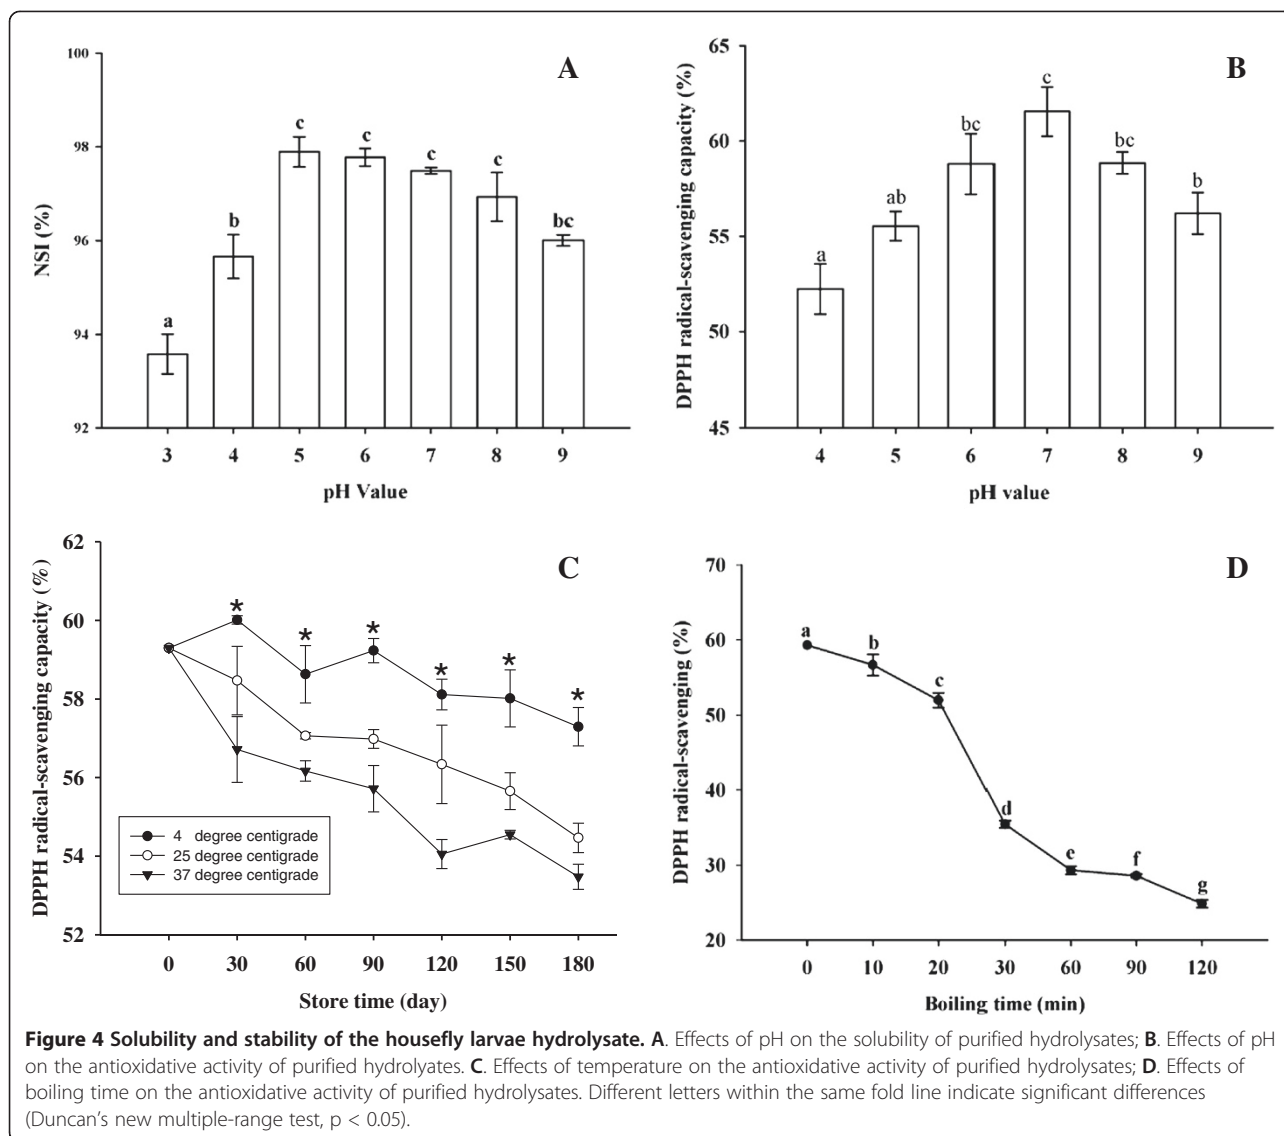 A
NSI (%)
100
98
96
94
92
a
b
c
c
c
c
bc
3 4 5 6 7 8 9
pH Value
B
DPPH radical-scavenging capacity (%)
65
60
55
50
45
a
ab
bc
c
bc
b
4 5 6 7 8 9
pH value
C
DPPH radical-scavenging capacity (%)
62
60
58
56
54
52
* * * * * *
4 degree centigrade
25 degree centigrade
37 degree centigrade
0 30 60 90 120 150 180
Store time (day)
D
DPPH radical-scavenging (%)
70
60
50
40
30
20
a
b
c
d
e
f
g
0 10 20 30 60 90 120
Boiling time (min)
Figure 4 Solubility and stability of the housefly larvae hydrolysate. A. Effects of pH on the solubility of purified hydrolysates; B. Effects of pH
on the antioxidative activity of purified hydrolyates. C. Effects of temperature on the antioxidative activity of purified hydrolysates; D. Effects of
boiling time on the antioxidative activity of purified hydrolysates. Different letters within the same fold line indicate significant differences
(Duncan's new multiple-range test, p < 0.05).